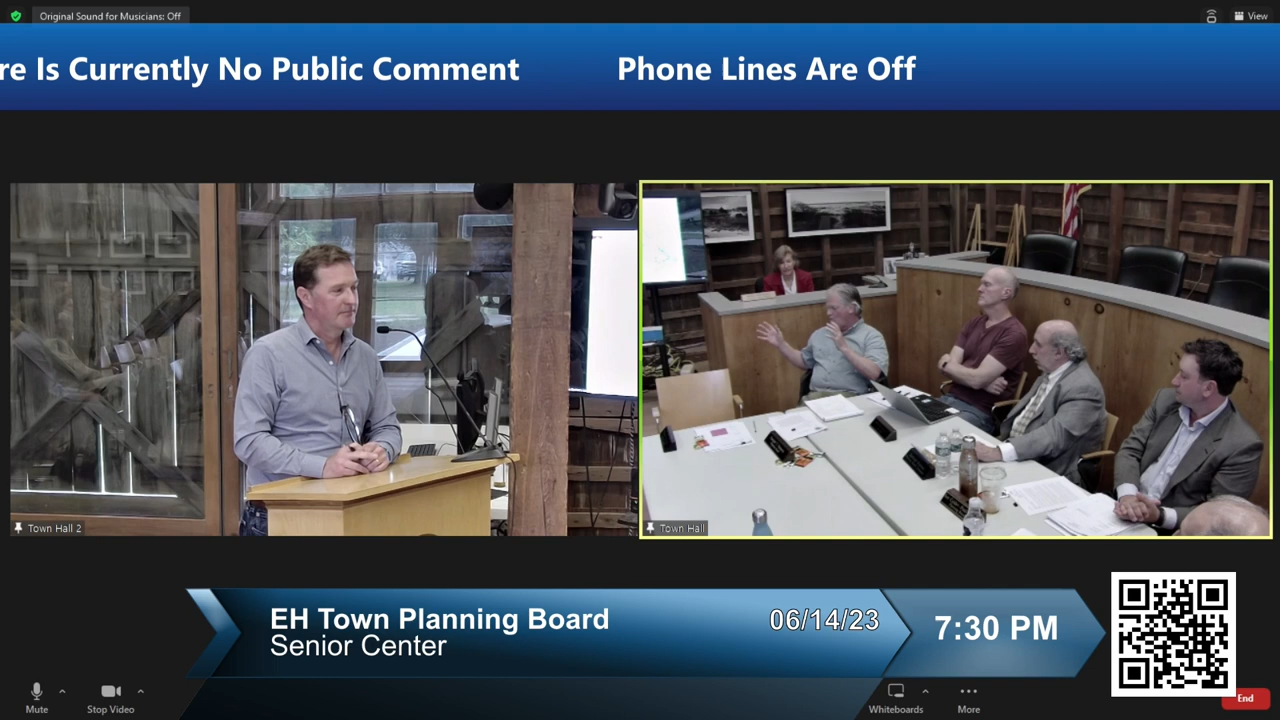 Original Sound for Musicians: Off
View
re Is Currently No Public Comment
Phone Lines Are Off
Town Hall 2
Town Hall
EH Town Planning Board
06/14/23
7:30 PM
Senior Center
Mute
Stop Video
Whiteboards
More
End